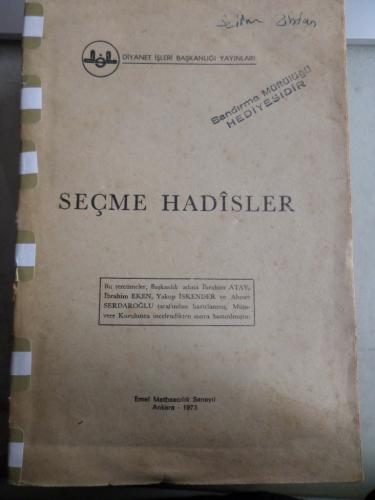 DİYANET İŞLERİ BAŞKANLIĞI YAYINLARI
Bandırma Müftülüğü
HEDİYESİDİR
SEÇME HADÎSLER
Bu tercümeler, Başkanlık adına İbrahim ATAY,
İbrahim EKEN, Yakup İSKENDER ve Ahmet
SERDAROĞLU tarafından hazırlanmış, Müşa-
vere Kurulunca incelendikten sonra bastırılmıştır.
Emel Matbaacılık Sanayii
Ankara - 1973